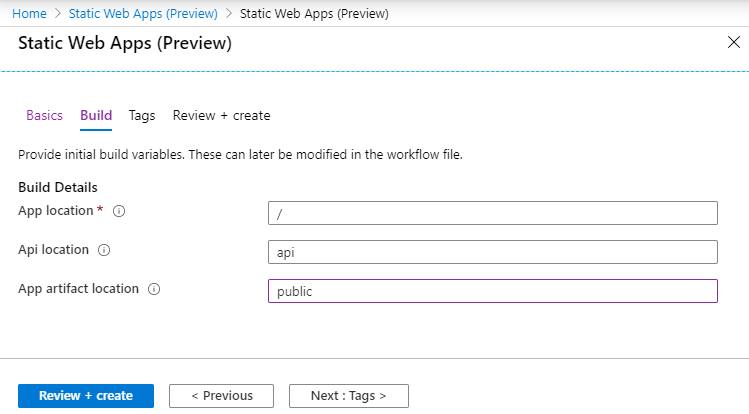 Home > Static Web Apps (Preview) > Static Web Apps (Preview)
Static Web Apps (Preview)
Basics Build Tags Review + create
Provide initial build variables. These can later be modified in the workflow file.
Build Details
App location * /
Api location api
App artifact location public
Review + create < Previous Next : Tags >